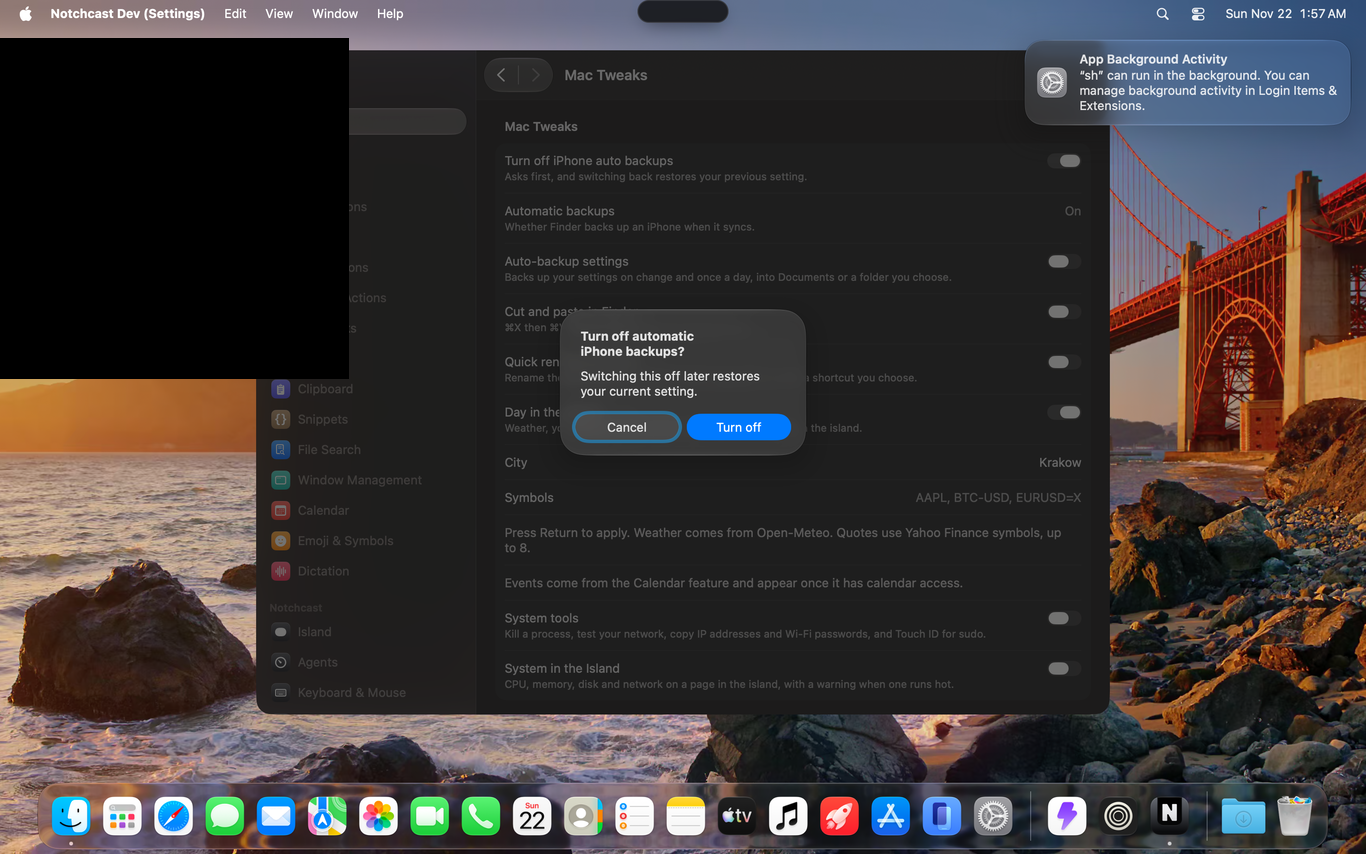 Notchcast Dev (Settings) Edit View Window Help
Sun Nov 22 1:57 AM
App Background Activity
“sh” can run in the background. You can
manage background activity in Login Items &
Extensions.
Mac Tweaks
Mac Tweaks
Turn off iPhone auto backups
Asks first, and switching back restores your previous setting.
Automatic backups
On
Whether Finder backs up an iPhone when it syncs.
Auto-backup settings
Backs up your settings on change and once a day, into Documents or a folder you choose.
Cut and paste in Finder
⌘X then
Quick
Rename
a shortcut you choose.
Day in the
Weather,
the island.
City
Krakow
Symbols
AAPL, BTC-USD, EURUSD=X
Press Return to apply. Weather comes from Open-Meteo. Quotes use Yahoo Finance symbols, up
to 8.
Events come from the Calendar feature and appear once it has calendar access.
System tools
Kill a process, test your network, copy IP addresses and Wi-Fi passwords, and Touch ID for sudo.
System in the Island
CPU, memory, disk and network on a page in the island, with a warning when one runs hot.
Turn off automatic
iPhone backups?
Switching this off later restores
your current setting.
Cancel
Turn off
Clipboard
Snippets
File Search
Window Management
Calendar
Emoji & Symbols
Dictation
Notchcast
Island
Agents
Keyboard & Mouse
Sun
22
tv
N